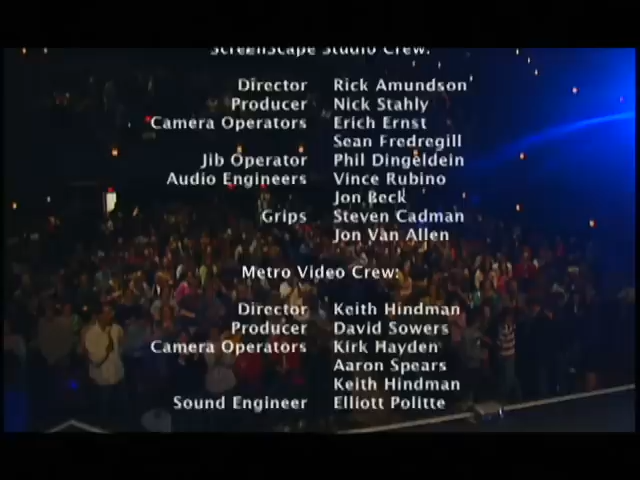 ScreenScape Studio Crew:
Director Rick Amundson
Producer Nick Stahly
Camera Operators Erich Ernst
Sean Fredregill
Jib Operator Phil Dingeldein
Audio Engineers Vince Rubino
Jon Beck
Grips Steven Cadman
Jon Van Allen
Metro Video Crew:
Director Keith Hindman
Producer David Sowers
Camera Operators Kirk Hayden
Aaron Spears
Keith Hindman
Sound Engineer Elliott Politte